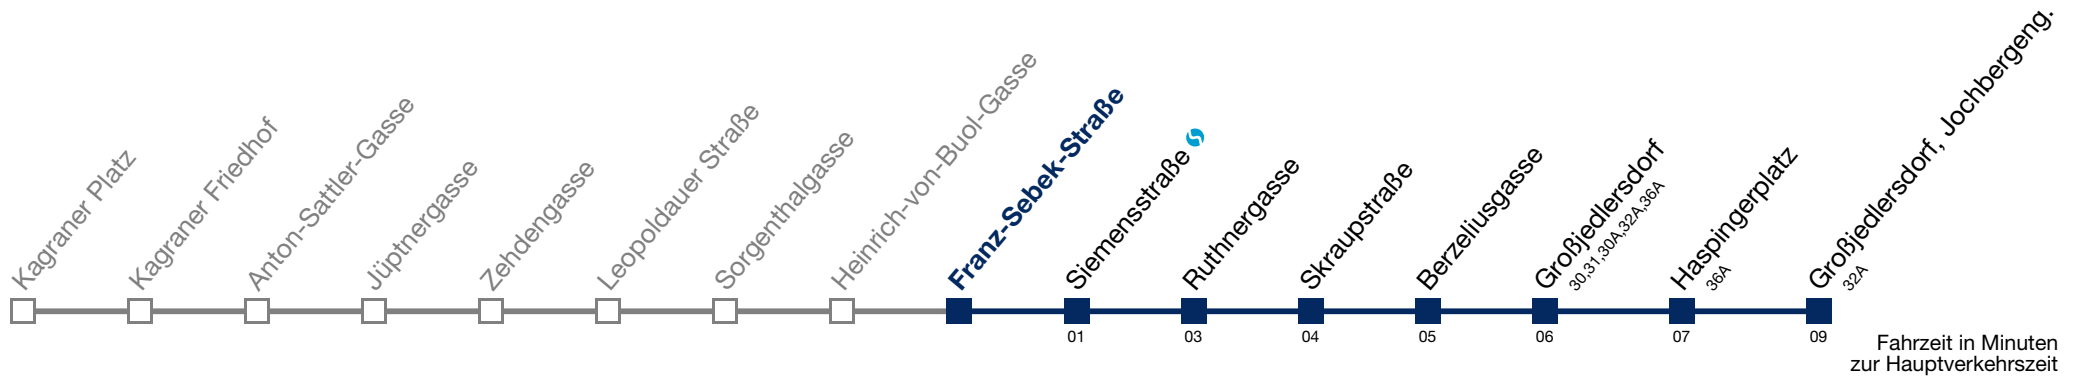 Kagraner Platz
Kagraner Friedhof
Anton-Sattler-Gasse
Jüptnergasse
Zehdengasse
Leopoldauer Straße
Sorgenthalgasse
Heinrich-von-Buol-Gasse
Franz-Sebek-Straße
Siemensstraße
Ruthnergasse
Skraupstraße
Berzeliusgasse
Großjedlersdorf
30,31,30A,32A,36A
Haspingerplatz
36A
Großjedlersdorf, Jochbergeng.
32A
01 03 04 05 06 07 09
Fahrzeit in Minuten
zur Hauptverkehrszeit